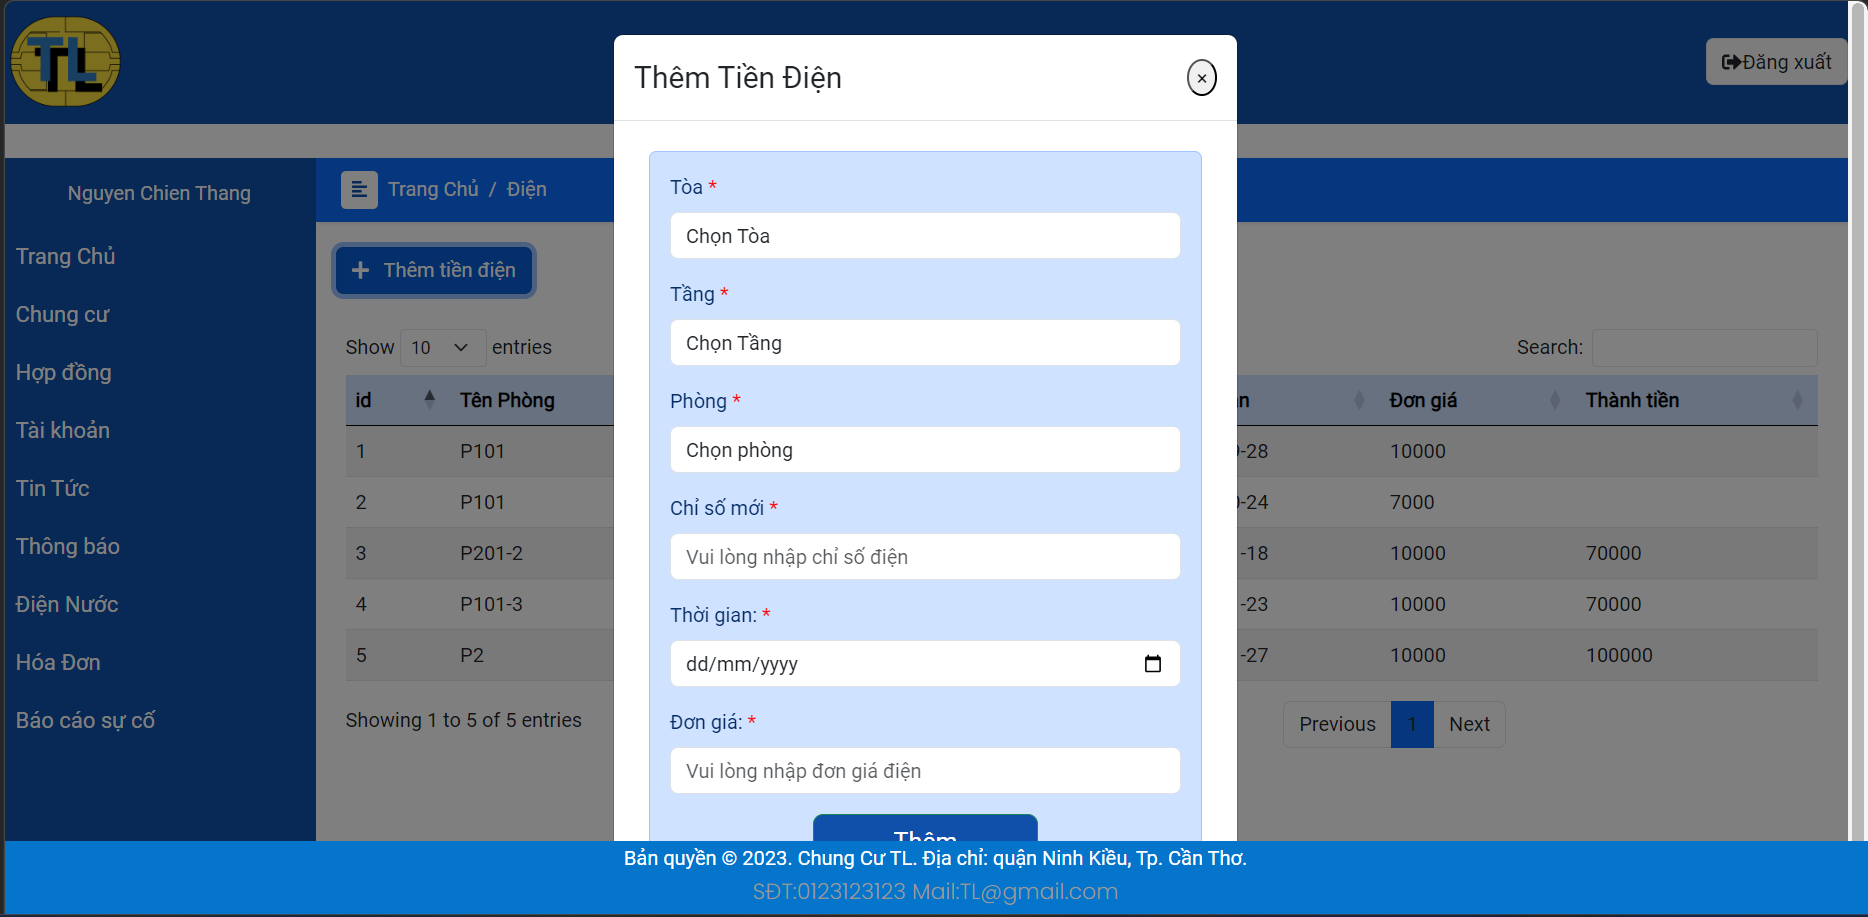 TL
Đăng xuất
Thêm Tiền Điện
×
Nguyen Chien Thang
Trang Chủ / Điện
Trang Chủ
Chung cư
Hợp đồng
Tài khoản
Tin Tức
Thông báo
Điện Nước
Hóa Đơn
Báo cáo sự cố
+ Thêm tiền điện
Show 10 entries
Search:
id Tên Phòng Đơn giá Thành tiền
1 P101 -28 10000
2 P101 -24 7000
3 P201-2 -18 10000 70000
4 P101-3 -23 10000 70000
5 P2 -27 10000 100000
Showing 1 to 5 of 5 entries
Previous 1 Next
Tòa *
Chọn Tòa
Tầng *
Chọn Tầng
Phòng *
Chọn phòng
Chỉ số mới *
Vui lòng nhập chỉ số điện
Thời gian: *
dd/mm/yyyy
Đơn giá: *
Vui lòng nhập đơn giá điện
Thêm
Bản quyền © 2023. Chung Cư TL. Địa chỉ: quận Ninh Kiều, Tp. Cần Thơ.
SĐT:0123123123 Mail:TL@gmail.com